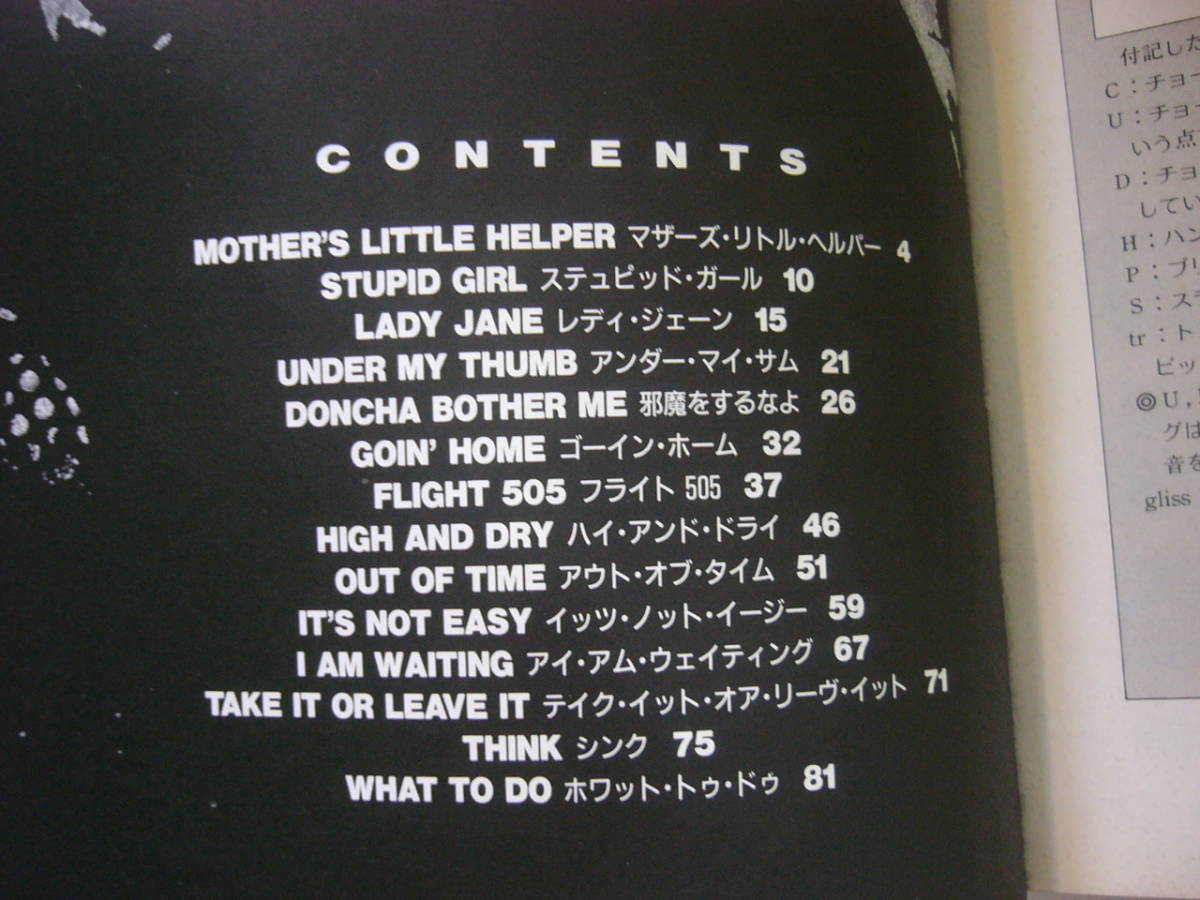 CONTENTS
MOTHER'S LITTLE HELPER マザーズ・リトル・ヘルパー 4
STUPID GIRL ステュピッド・ガール 10
LADY JANE レディ・ジェーン 15
UNDER MY THUMB アンダー・マイ・サム 21
DONCHA BOTHER ME 邪魔をするなよ 26
GOIN' HOME ゴーイン・ホーム 32
FLIGHT 505 フライト 505 37
HIGH AND DRY ハイ・アンド・ドライ 46
OUT OF TIME アウト・オブ・タイム 51
IT'S NOT EASY イッツ・ノット・イージー 59
I AM WAITING アイ・アム・ウェイティング 67
TAKE IT OR LEAVE IT テイク・イット・オア・リーヴ・イット 71
THINK シンク 75
WHAT TO DO ホワット・トゥ・ドゥ 81
付記した
C:チョー
U:チョー
いう点
D:チョ
してい
H:ハン
P:プリ
S:ス
tr:ト
ピッ
◎U,
グは
音を
gliss